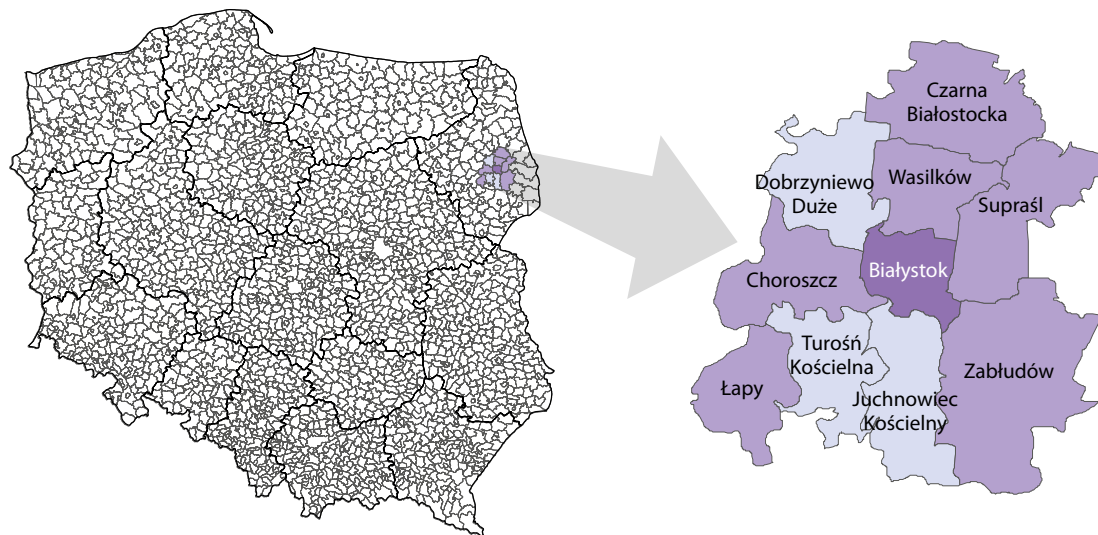 Czarna
Białostocka
Dobrzyniewo
Duże
Wasilków
Supraśl
Choroszcz
Białystok
Turośń
Kościelna
Zabłudów
Łapy
Juchnowiec
Kościelny